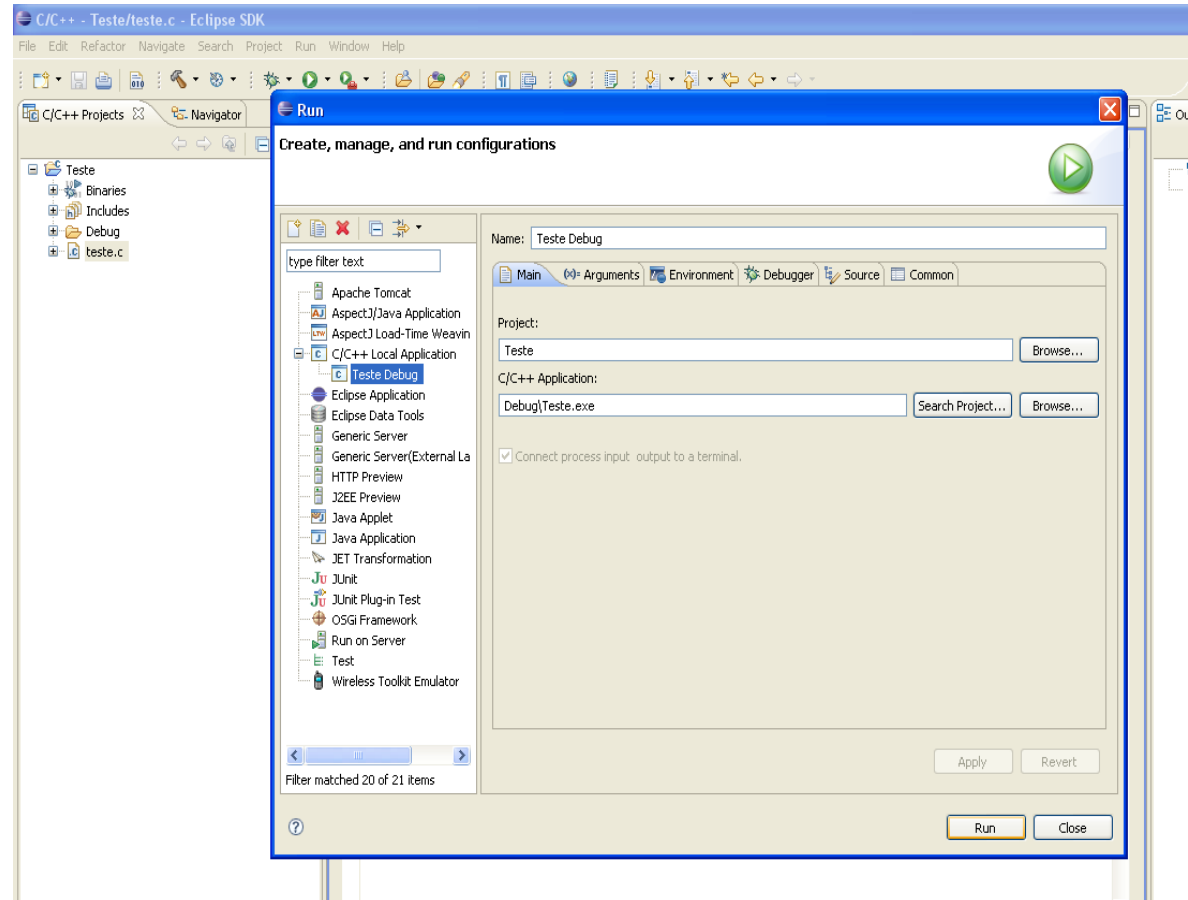 C/C++ - Teste/teste.c - Eclipse SDK
File Edit Refactor Navigate Search Project Run Window Help
C/C++ Projects
Navigator
Teste
Binaries
Includes
Debug
teste.c
Run
Create, manage, and run configurations
type filter text
Apache Tomcat
AspectJ/Java Application
AspectJ Load-Time Weavin
C/C++ Local Application
Teste Debug
Eclipse Application
Eclipse Data Tools
Generic Server
Generic Server(External La
HTTP Preview
J2EE Preview
Java Applet
Java Application
JET Transformation
JUnit
JUnit Plug-in Test
OSGi Framework
Run on Server
Test
Wireless Toolkit Emulator
Filter matched 20 of 21 items
Name: Teste Debug
Main (x)= Arguments Environment Debugger Source Common
Project:
Teste Browse...
C/C++ Application:
Debug\Teste.exe Search Project... Browse...
Connect process input output to a terminal.
Apply Revert
Run Close
Ou